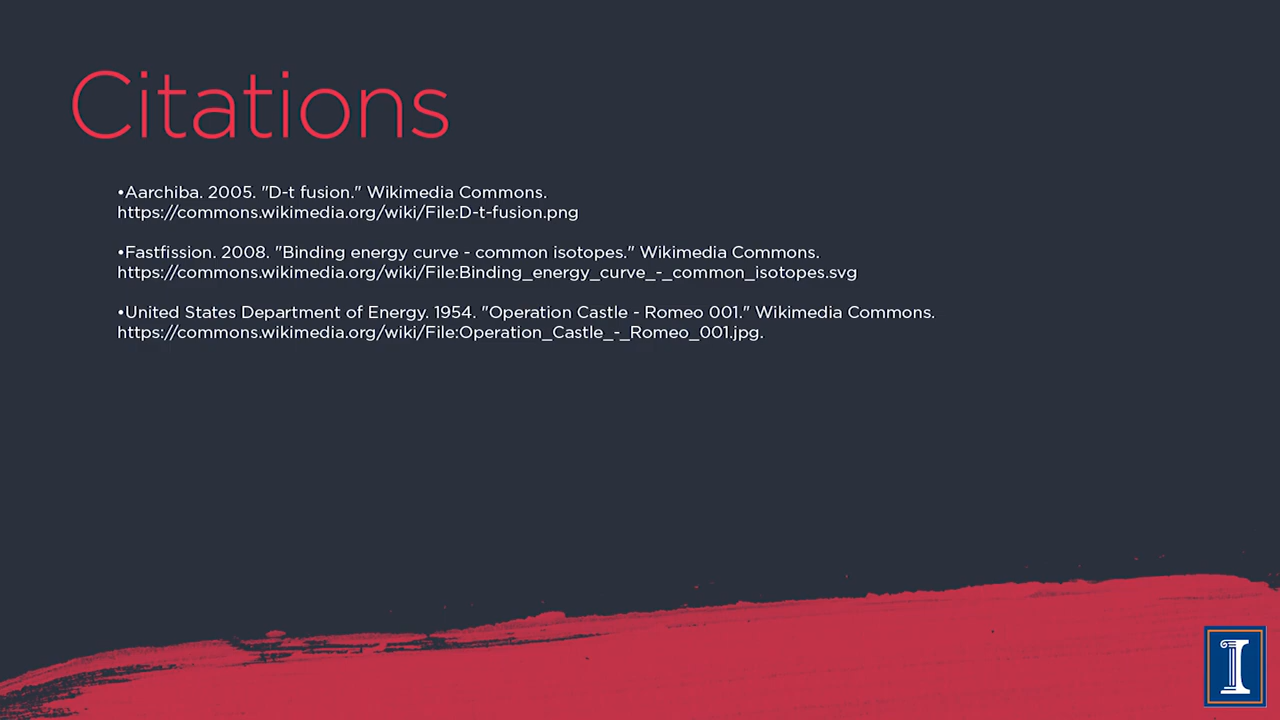 Citations
•Aarchiba. 2005. "D-t fusion." Wikimedia Commons.
https://commons.wikimedia.org/wiki/File:D-t-fusion.png
•Fastfission. 2008. "Binding energy curve - common isotopes." Wikimedia Commons.
https://commons.wikimedia.org/wiki/File:Binding_energy_curve_-_common_isotopes.svg
•United States Department of Energy. 1954. "Operation Castle - Romeo 001." Wikimedia Commons.
https://commons.wikimedia.org/wiki/File:Operation_Castle_-_Romeo_001.jpg.
I